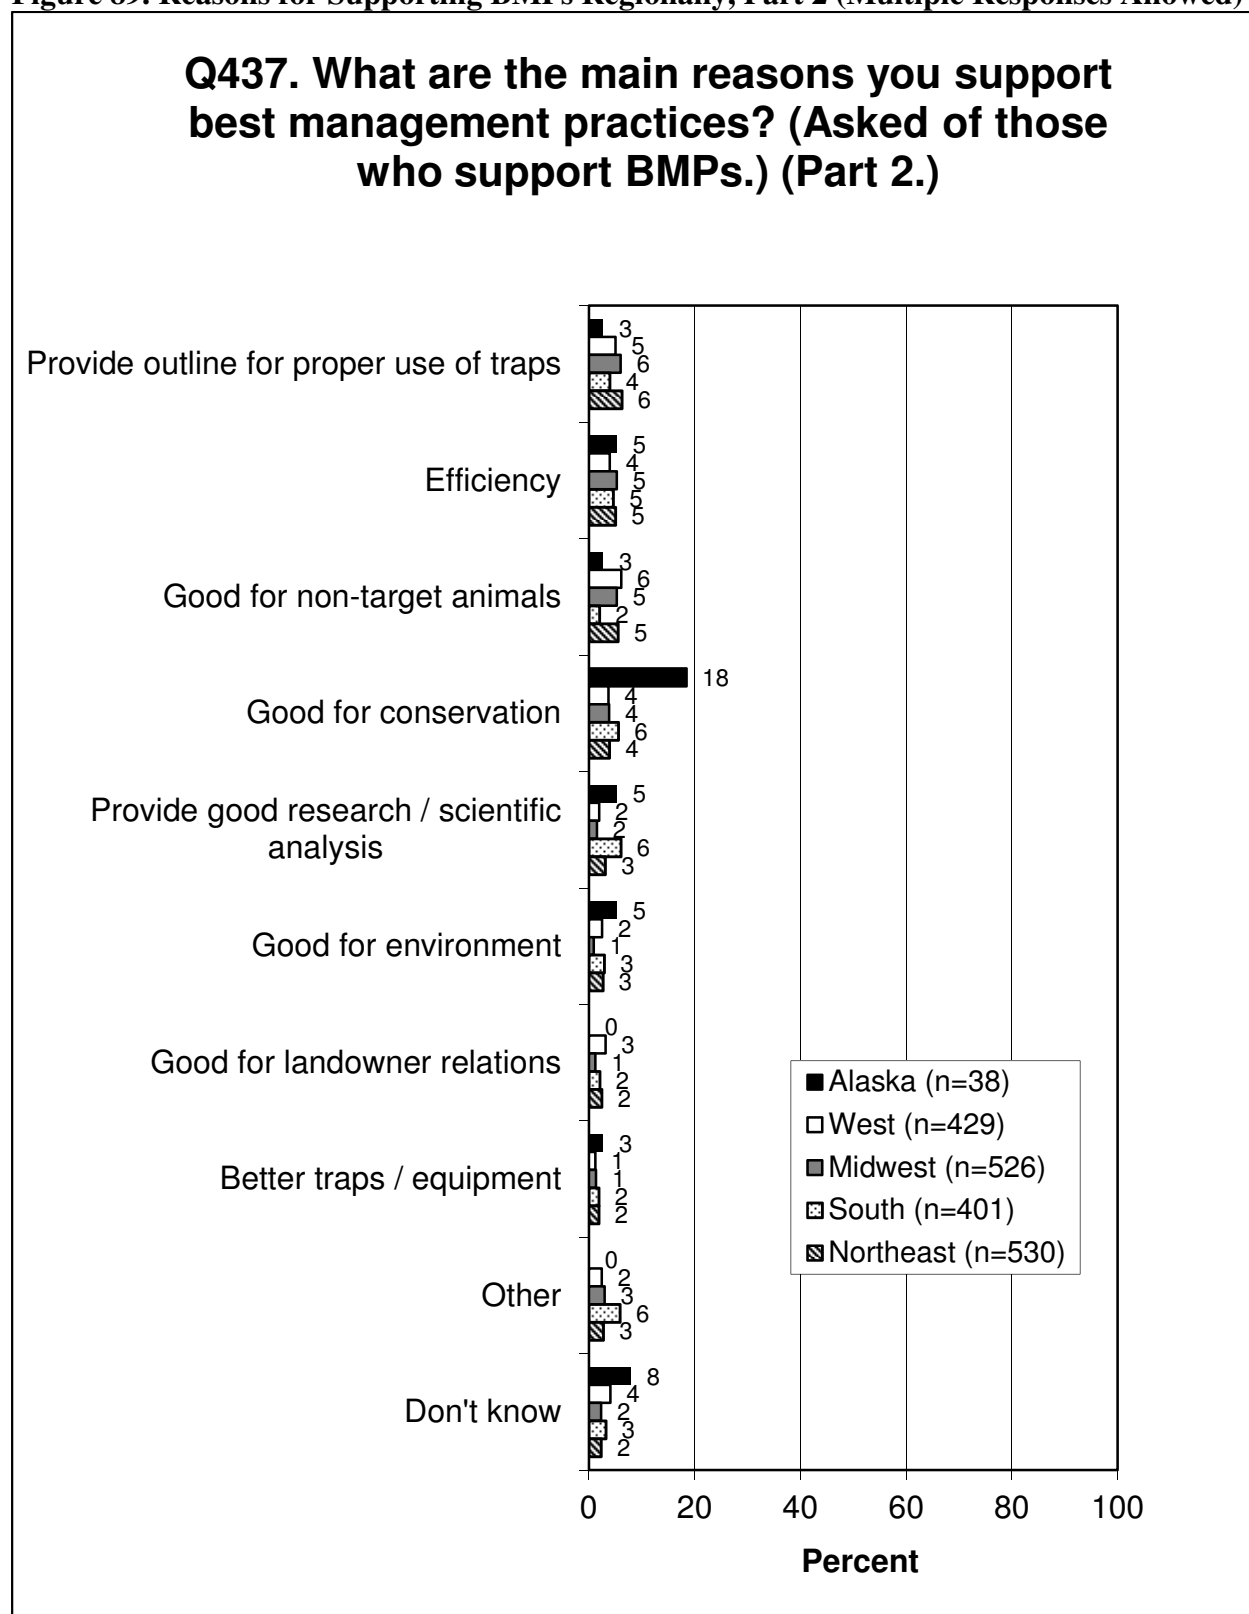 Figure 89. Reasons for Supporting BMPs Regionally, Part 2 (Multiple Responses Allowed)
Q437. What are the main reasons you support
best management practices? (Asked of those
who support BMPs.) (Part 2.)
Provide outline for proper use of traps
3
5
6
4
6
Efficiency
5
4
5
5
5
Good for non-target animals
3
6
5
2
5
Good for conservation
18
4
4
6
4
Provide good research / scientific
analysis
5
2
2
6
3
Good for environment
5
2
1
3
3
Good for landowner relations
0
3
1
2
2
Better traps / equipment
3
1
1
2
2
Other
0
2
3
6
3
Don't know
8
4
2
3
2
Alaska (n=38)
West (n=429)
Midwest (n=526)
South (n=401)
Northeast (n=530)
0 20 40 60 80 100
Percent